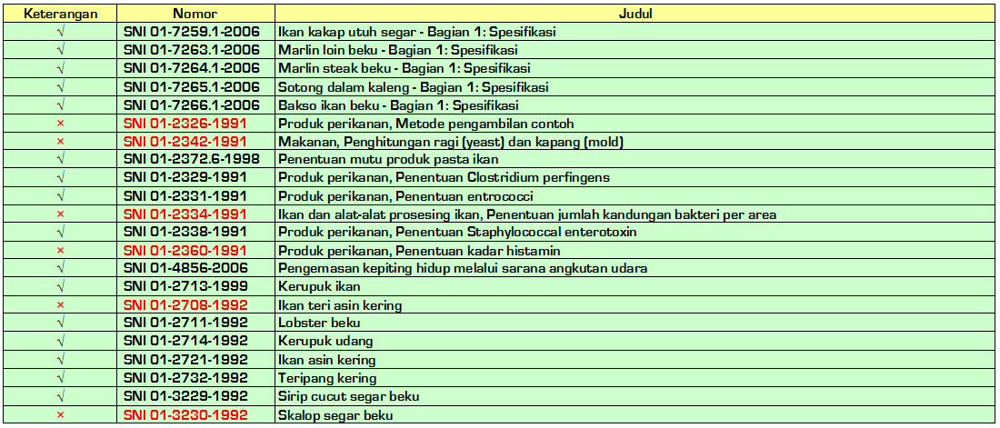 Keterangan Nomor Judul
√ SNI 01-7259.1-2006 Ikan kakap utuh segar - Bagian 1: Spesifikasi
√ SNI 01-7263.1-2006 Marlin loin beku - Bagian 1: Spesifikasi
√ SNI 01-7264.1-2006 Marlin steak beku - Bagian 1: Spesifikasi
√ SNI 01-7265.1-2006 Sotong dalam kaleng - Bagian 1: Spesifikasi
√ SNI 01-7266.1-2006 Bakso ikan beku - Bagian 1: Spesifikasi
× SNI 01-2326-1991 Produk perikanan, Metode pengambilan contoh
× SNI 01-2342-1991 Makanan, Penghitungan ragi (yeast) dan kapang (mold)
√ SNI 01-2372.6-1998 Penentuan mutu produk pasta ikan
√ SNI 01-2329-1991 Produk perikanan, Penentuan Clostridium perfingens
√ SNI 01-2331-1991 Produk perikanan, Penentuan entrococci
× SNI 01-2334-1991 Ikan dan alat-alat prosesing ikan, Penentuan jumlah kandungan bakteri per area
√ SNI 01-2338-1991 Produk perikanan, Penentuan Staphylococcal enterotoxin
× SNI 01-2360-1991 Produk perikanan, Penentuan kadar histamin
√ SNI 01-4856-2006 Pengemasan kepiting hidup melalui sarana angkutan udara
√ SNI 01-2713-1999 Kerupuk ikan
× SNI 01-2708-1992 Ikan teri asin kering
√ SNI 01-2711-1992 Lobster beku
√ SNI 01-2714-1992 Kerupuk udang
√ SNI 01-2721-1992 Ikan asin kering
√ SNI 01-2732-1992 Teripang kering
√ SNI 01-3229-1992 Sirip cucut segar beku
× SNI 01-3230-1992 Skalop segar beku